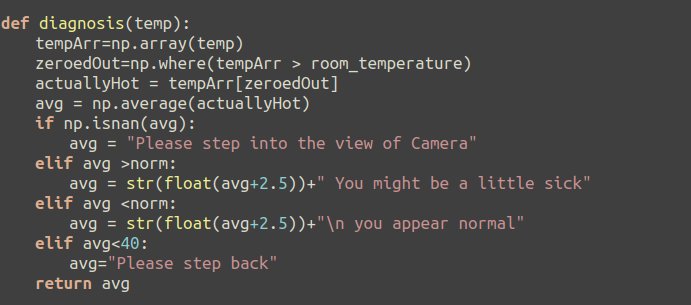 def diagnosis(temp):
    tempArr=np.array(temp)
    zeroedOut=np.where(tempArr > room_temperature)
    actuallyHot = tempArr[zeroedOut]
    avg = np.average(actuallyHot)
    if np.isnan(avg):
        avg = "Please step into the view of Camera"
    elif avg >norm:
        avg = str(float(avg+2.5))+" You might be a little sick"
    elif avg <norm:
        avg = str(float(avg+2.5))+"\n you appear normal"
    elif avg<40:
        avg="Please step back"
    return avg